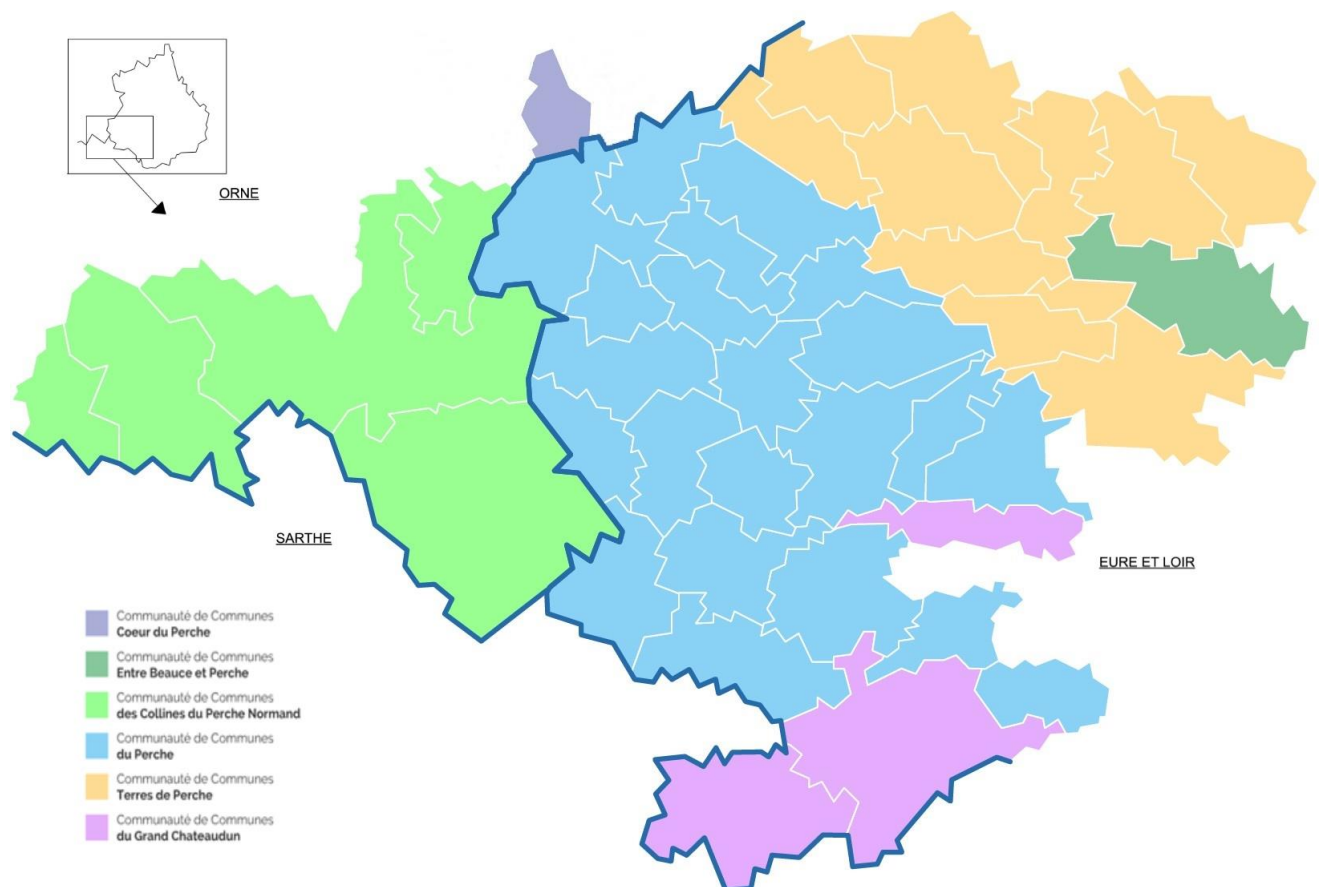 ORNE
SARTHE
EURE ET LOIR
Communauté de Communes
Coeur du Perche
Communauté de Communes
Entre Beauce et Perche
Communauté de Communes
des Collines du Perche Normand
Communauté de Communes
du Perche
Communauté de Communes
Terres de Perche
Communauté de Communes
du Grand Chateaudun